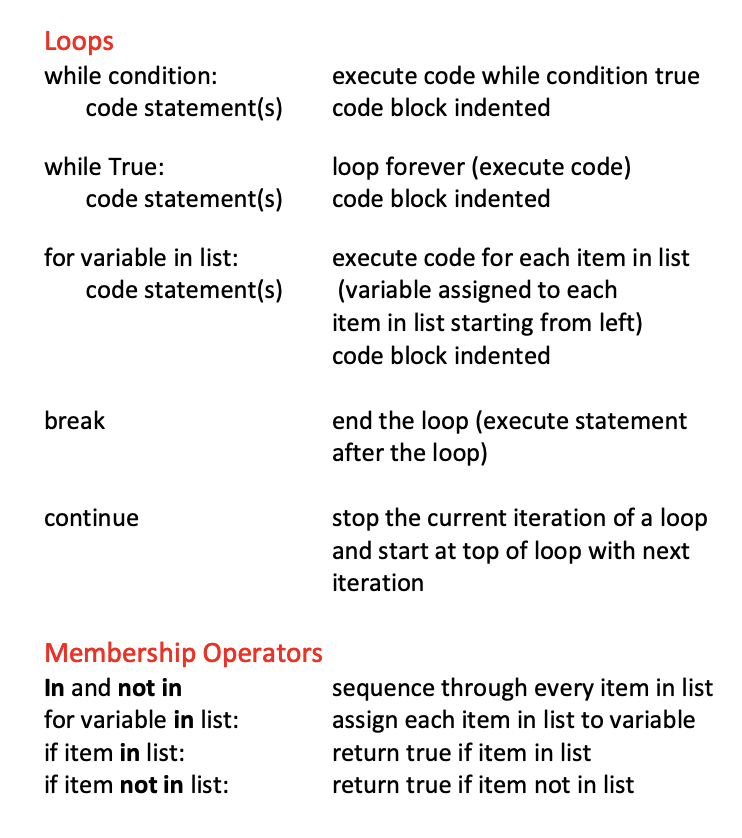 Loops
while condition: execute code while condition true
code statement(s) code block indented
while True: loop forever (execute code)
code statement(s) code block indented
for variable in list: execute code for each item in list
code statement(s) (variable assigned to each
item in list starting from left)
code block indented
break end the loop (execute statement
after the loop)
continue stop the current iteration of a loop
and start at top of loop with next
iteration
Membership Operators
In and not in sequence through every item in list
for variable in list: assign each item in list to variable
if item in list: return true if item in list
if item not in list: return true if item not in list